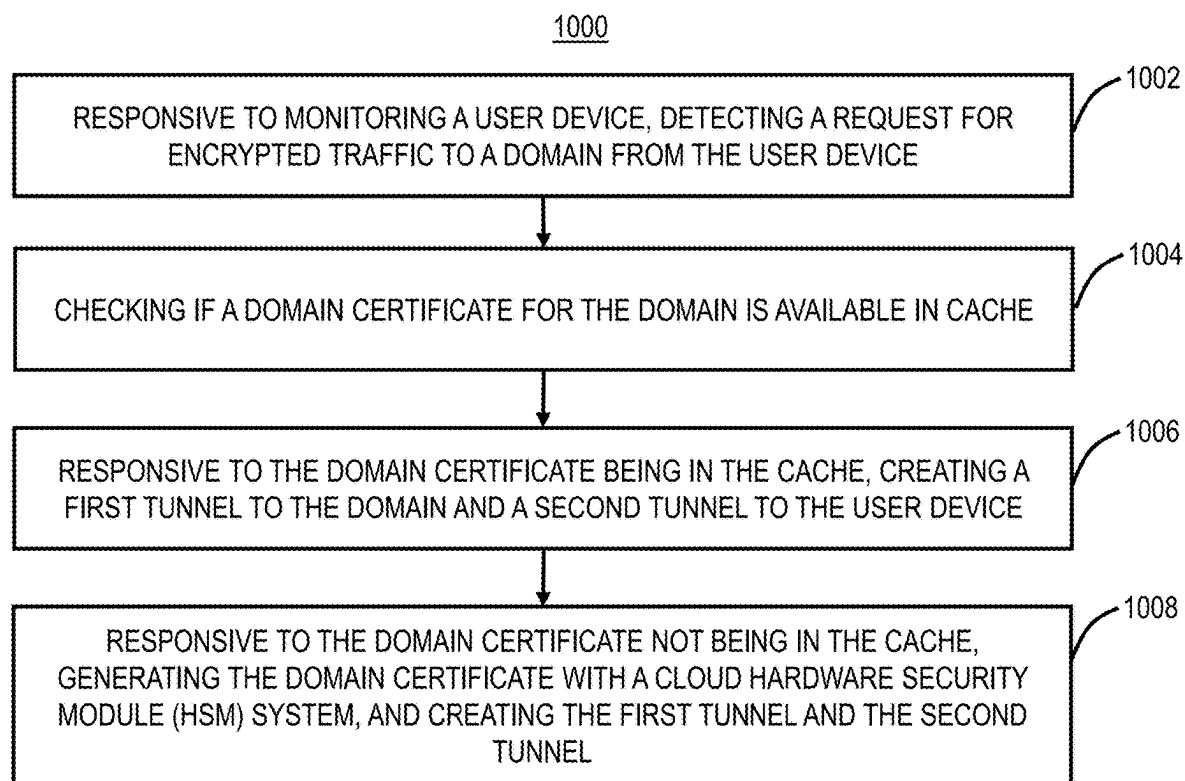 1000
RESPONSIVE TO MONITORING A USER DEVICE, DETECTING A REQUEST FOR
ENCRYPTED TRAFFIC TO A DOMAIN FROM THE USER DEVICE
1002
CHECKING IF A DOMAIN CERTIFICATE FOR THE DOMAIN IS AVAILABLE IN CACHE
1004
RESPONSIVE TO THE DOMAIN CERTIFICATE BEING IN THE CACHE, CREATING A
FIRST TUNNEL TO THE DOMAIN AND A SECOND TUNNEL TO THE USER DEVICE
1006
RESPONSIVE TO THE DOMAIN CERTIFICATE NOT BEING IN THE CACHE,
GENERATING THE DOMAIN CERTIFICATE WITH A CLOUD HARDWARE SECURITY
MODULE (HSM) SYSTEM, AND CREATING THE FIRST TUNNEL AND THE SECOND
TUNNEL
1008